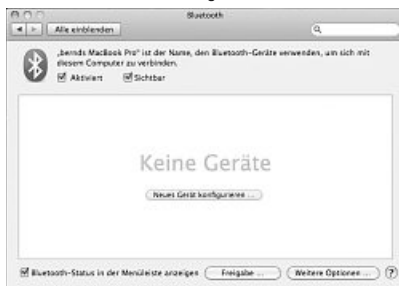 Bluetooth
Alle einblenden
„bernds MacBook Pro“ ist der Name, den Bluetooth-Geräte verwenden, um sich mit
diesem Computer zu verbinden.
Aktiviert Sichtbar
Keine Geräte
Neues Gerät konfigurieren ...
Bluetooth-Status in der Menüleiste anzeigen Freigabe ... Weitere Optionen ... ?